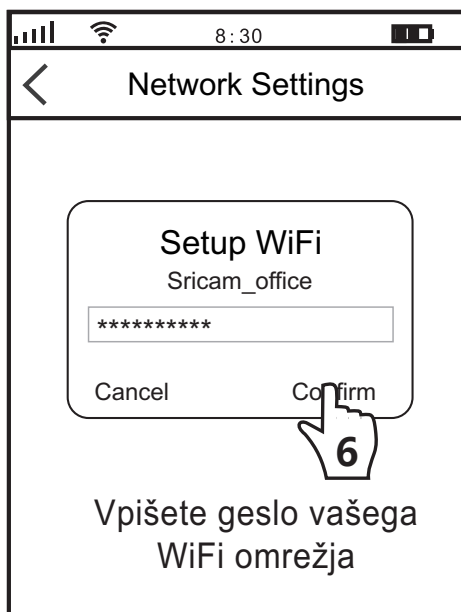 8:30
Network Settings
Setup WiFi
Sricam_office
**********
Cancel Confirm
6
Vpišete geslo vašega
WiFi omrežja